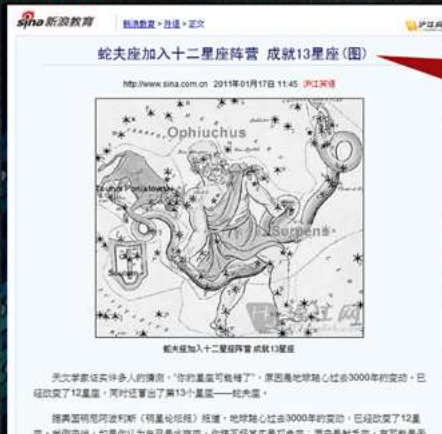 sina新浪教育
新浪教育 > 外语 > 正文
沪江网
蛇夫座加入十二星座阵营 成就13星座(图)
http://www.sina.com.cn 2011年01月17日 11:45 沪江英语
Ophiuchus
Serpens
沪江网
蛇夫座加入十二星座阵营 成就13星座
天文学家证实许多人的猜测，“你的星座可能错了”，原因是地球轴心过去3000年的变动，已
经改变了12星座，同时还冒出了第13个星座——蛇夫座。
据美国明尼阿波利斯《明星论坛报》报道，地球轴心过去3000年的变动，已经改变了12星